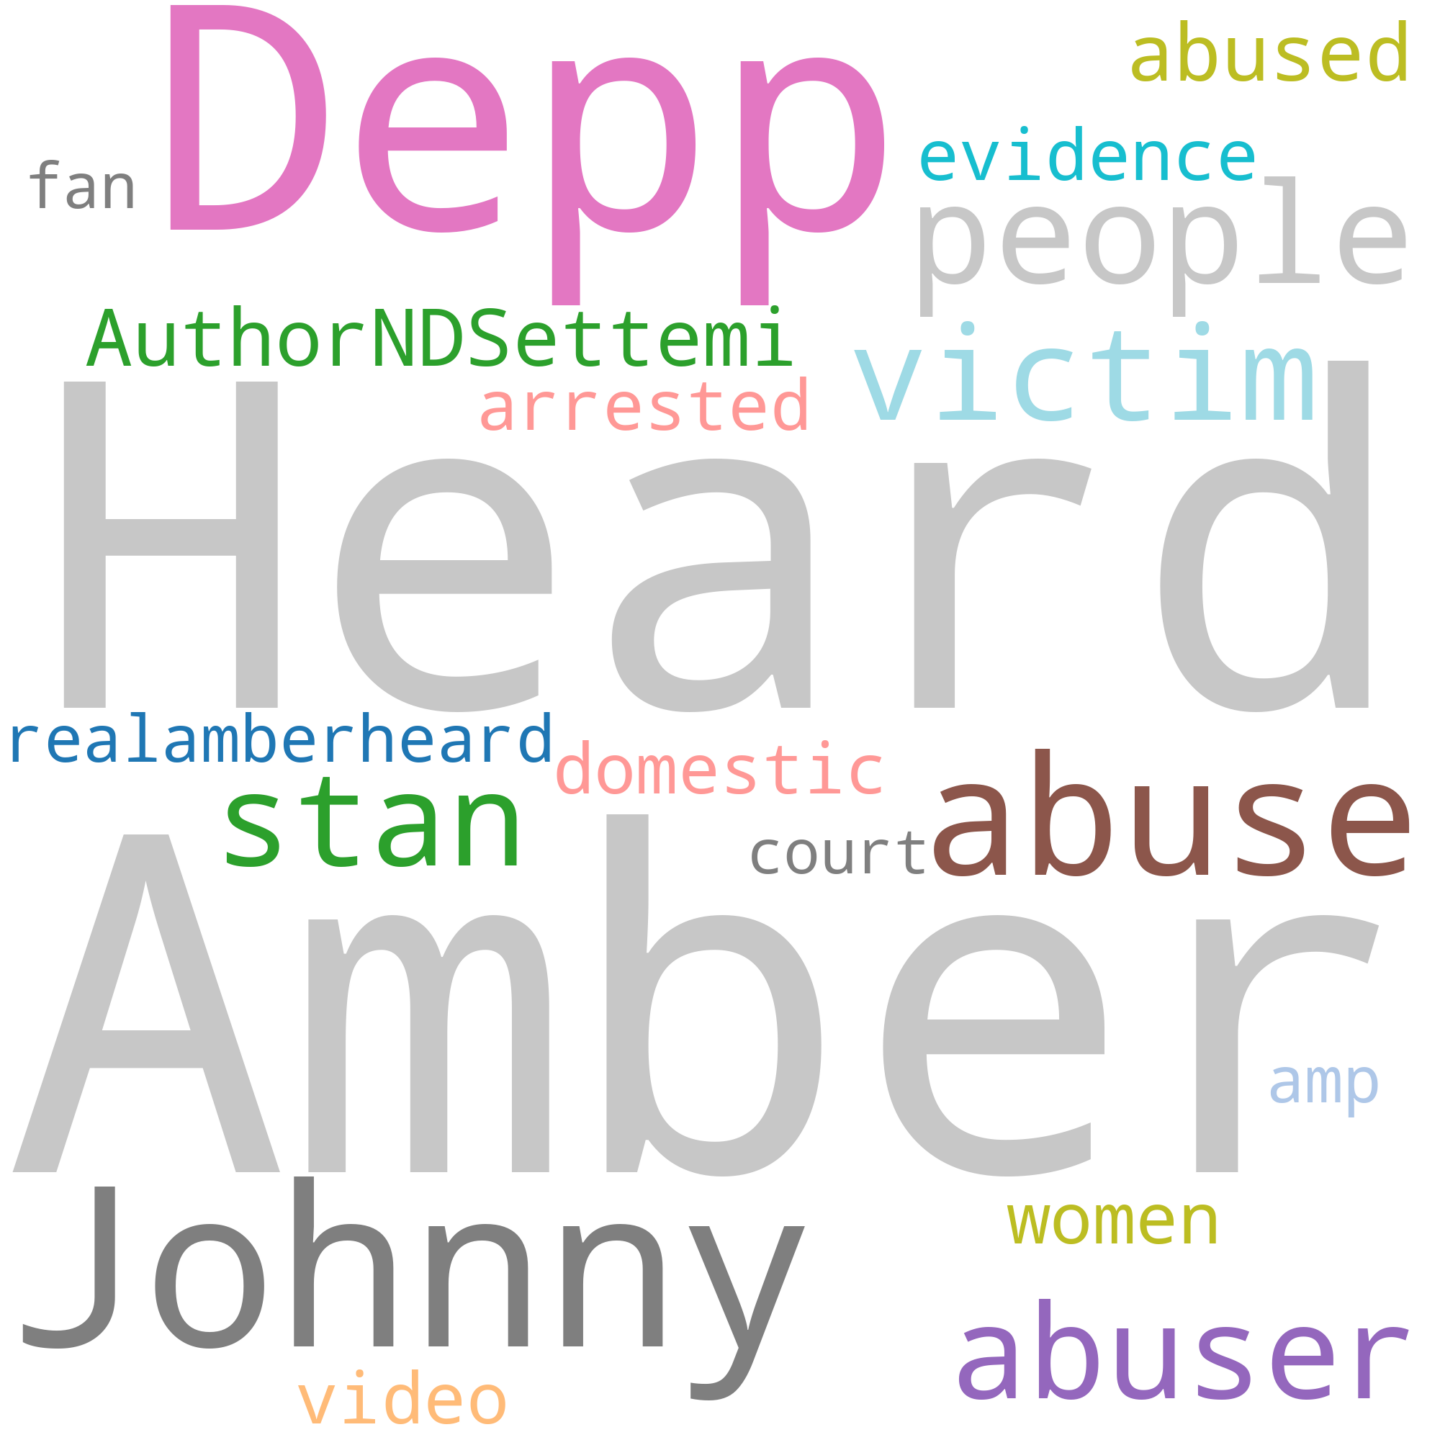 Depp
abused
evidence
fan
people
AuthorNDSettemi
victim
arrested
Heard
realamberheard
domestic
stan
abuse
court
Amber
amp
Johnny
women
abuser
video